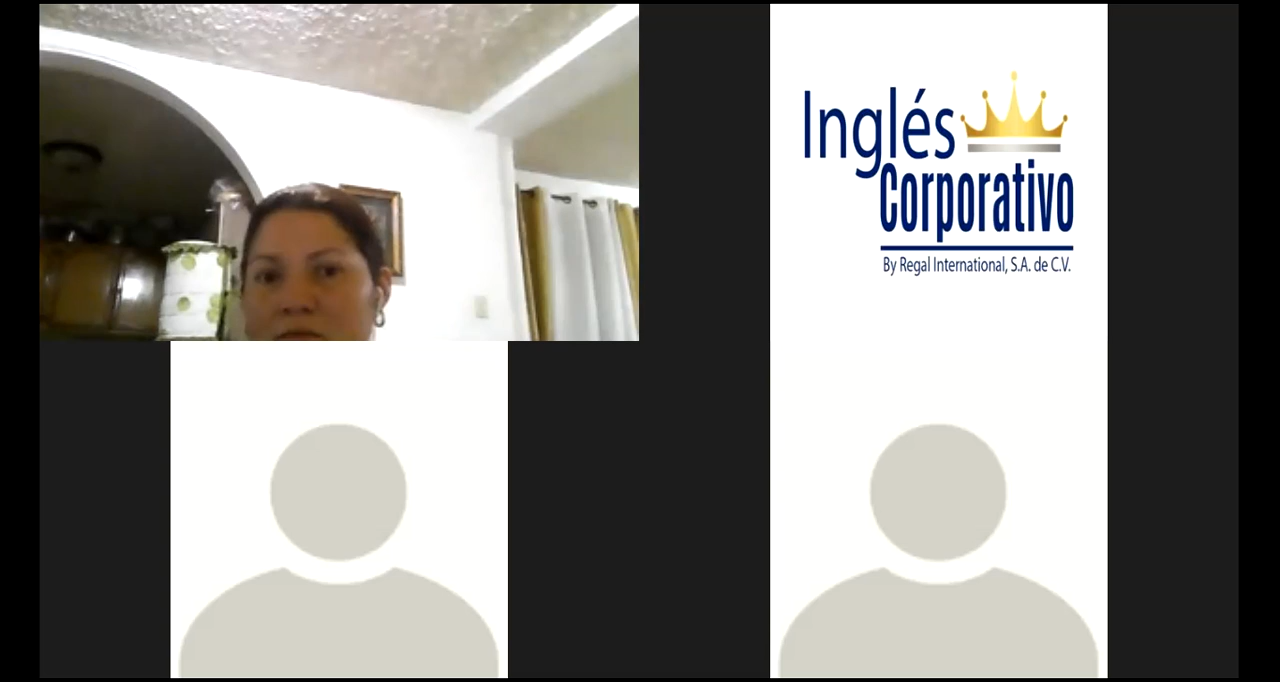 Inglés
Corporativo
By Regal International, S.A. de C.V.